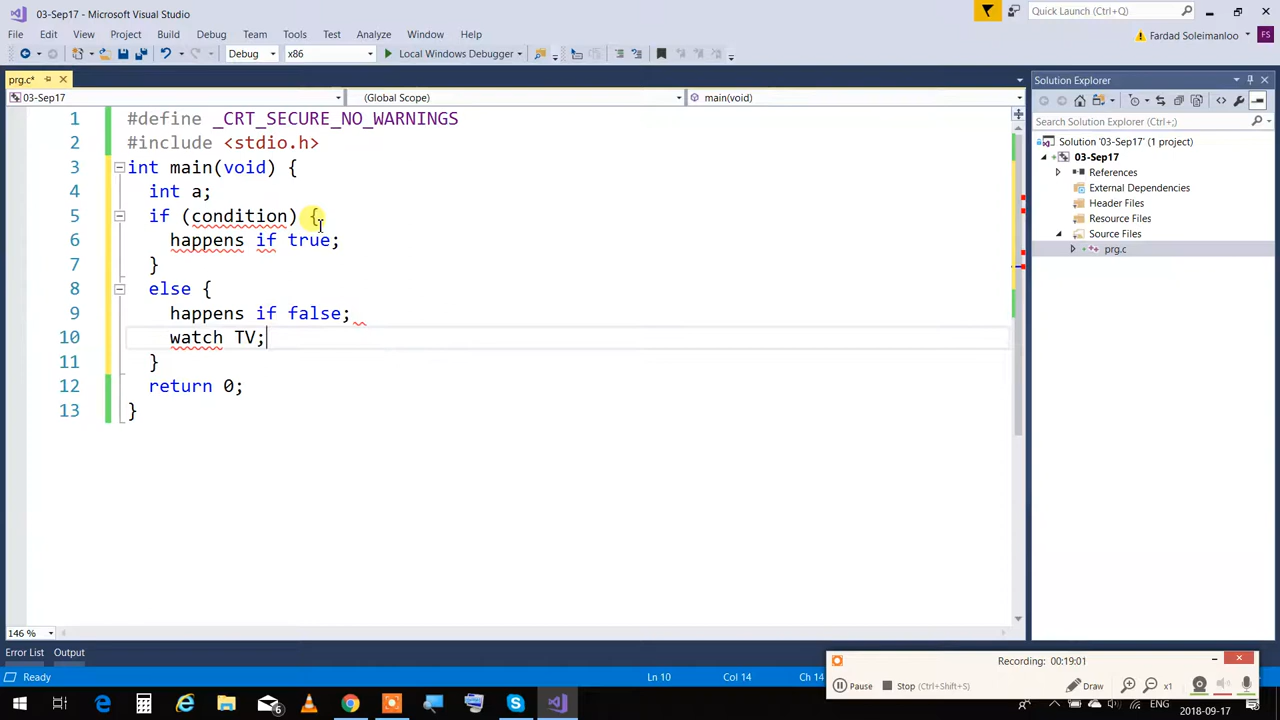 03-Sep17 - Microsoft Visual Studio
Quick Launch (Ctrl+Q)
File Edit View Project Build Debug Team Tools Test Analyze Window Help
Fardad Soleimanloo
FS
Debug x86 Local Windows Debugger
prg.c*
03-Sep17 (Global Scope) main(void)
1 #define _CRT_SECURE_NO_WARNINGS
2 #include <stdio.h>
3 int main(void) {
4 int a;
5 if (condition) {
6 happens if true;
7 }
8 else {
9 happens if false;
10 watch TV;
11 }
12 return 0;
13 }
146 %
Solution Explorer
Search Solution Explorer (Ctrl+;)
Solution '03-Sep17' (1 project)
03-Sep17
References
External Dependencies
Header Files
Resource Files
Source Files
prg.c
Error List Output
Ready Ln 10 Col 14 Ch 14
Recording: 00:19:01
Pause Stop (Ctrl+Shift+S) Draw x1
6
ENG 2018-09-17